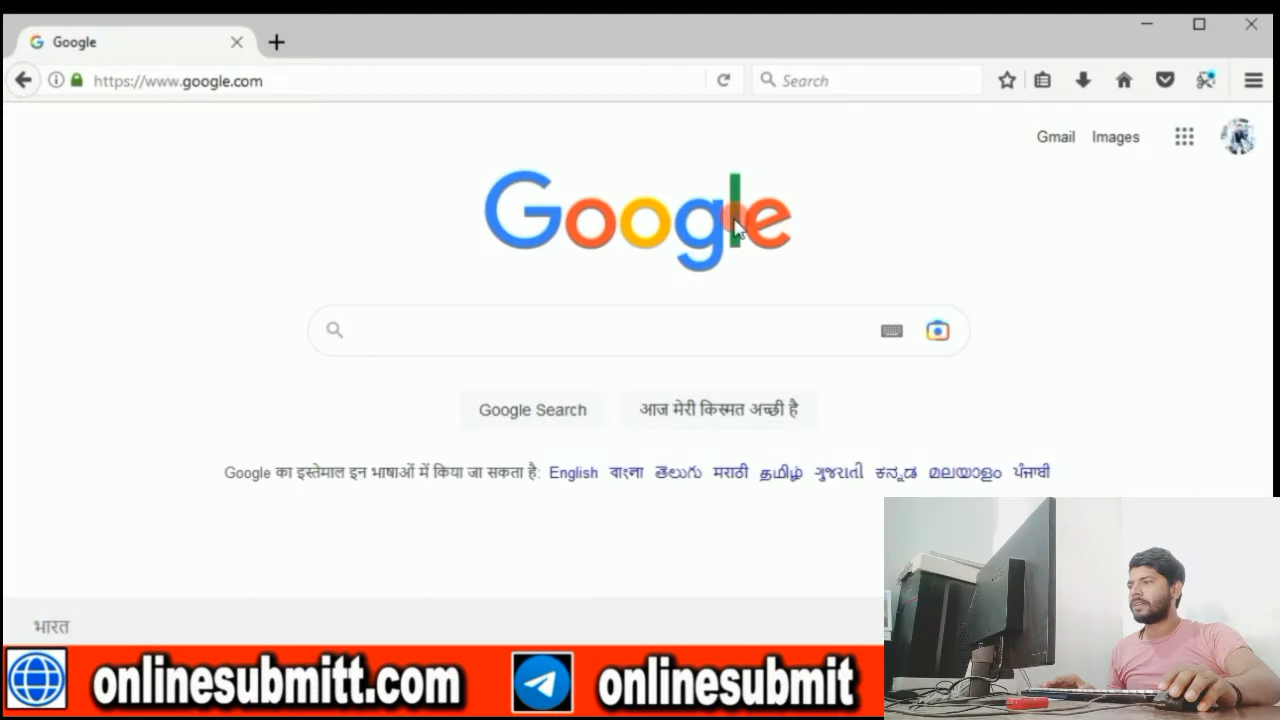 Google
https://www.google.com
Search
Gmail Images
Google
Google Search
आज मेरी किस्मत अच्छी है
Google का इस्तेमाल इन भाषाओं में किया जा सकता है: English বাংলা తెలుగు मराठी தமிழ் ગુજરાતી ಕನ್ನಡ മലയാളം ਪੰਜਾਬੀ
भारत
onlinesubmitt.com onlinesubmit